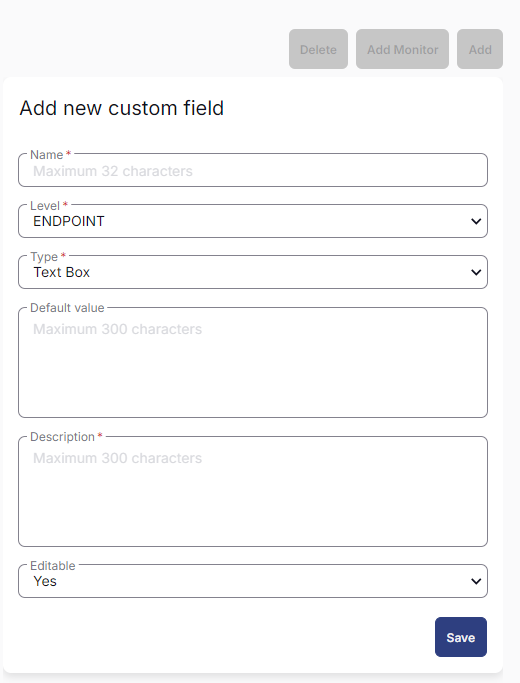 Delete Add Monitor Add
Add new custom field
Name *
Maximum 32 characters
Level *
ENDPOINT
Type *
Text Box
Default value
Maximum 300 characters
Description *
Maximum 300 characters
Editable
Yes
Save